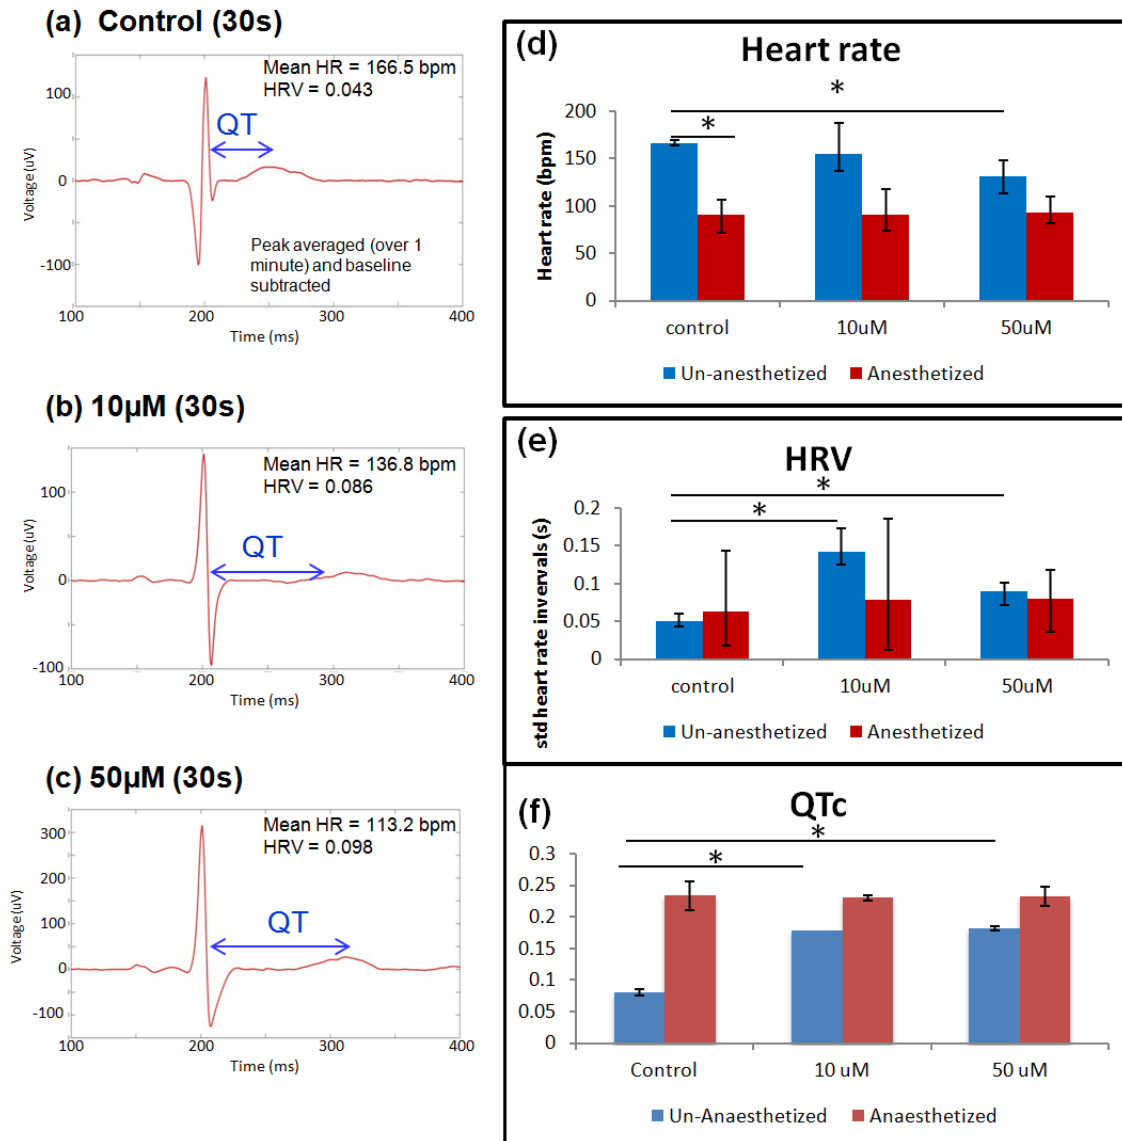 (a) Control (30s)
Mean HR = 166.5 bpm
HRV = 0.043
QT
Peak averaged (over 1
minute) and baseline
subtracted
Voltage(uV)
100
0
-100
100 200 300 400
Time (ms)
(b) 10µM (30s)
Mean HR = 136.8 bpm
HRV = 0.086
QT
Voltage(uV)
100
0
-100
100 200 300 400
Time (ms)
(c) 50µM (30s)
Mean HR = 113.2 bpm
HRV = 0.098
QT
Voltage(uV)
300
200
100
0
-100
100 200 300 400
Time (ms)
(d)
Heart rate
*
*
Heart rate (bpm)
200
150
100
50
0
control 10uM 50uM
Un-anesthetized Anesthetized
(e)
HRV
*
*
std heart rate invervals (s)
0.2
0.15
0.1
0.05
0
control 10uM 50uM
Un-anesthetized Anesthetized
(f)
QTc
*
*
0.3
0.25
0.2
0.15
0.1
0.05
0
Control 10 uM 50 uM
Un-Anaesthetized Anaesthetized